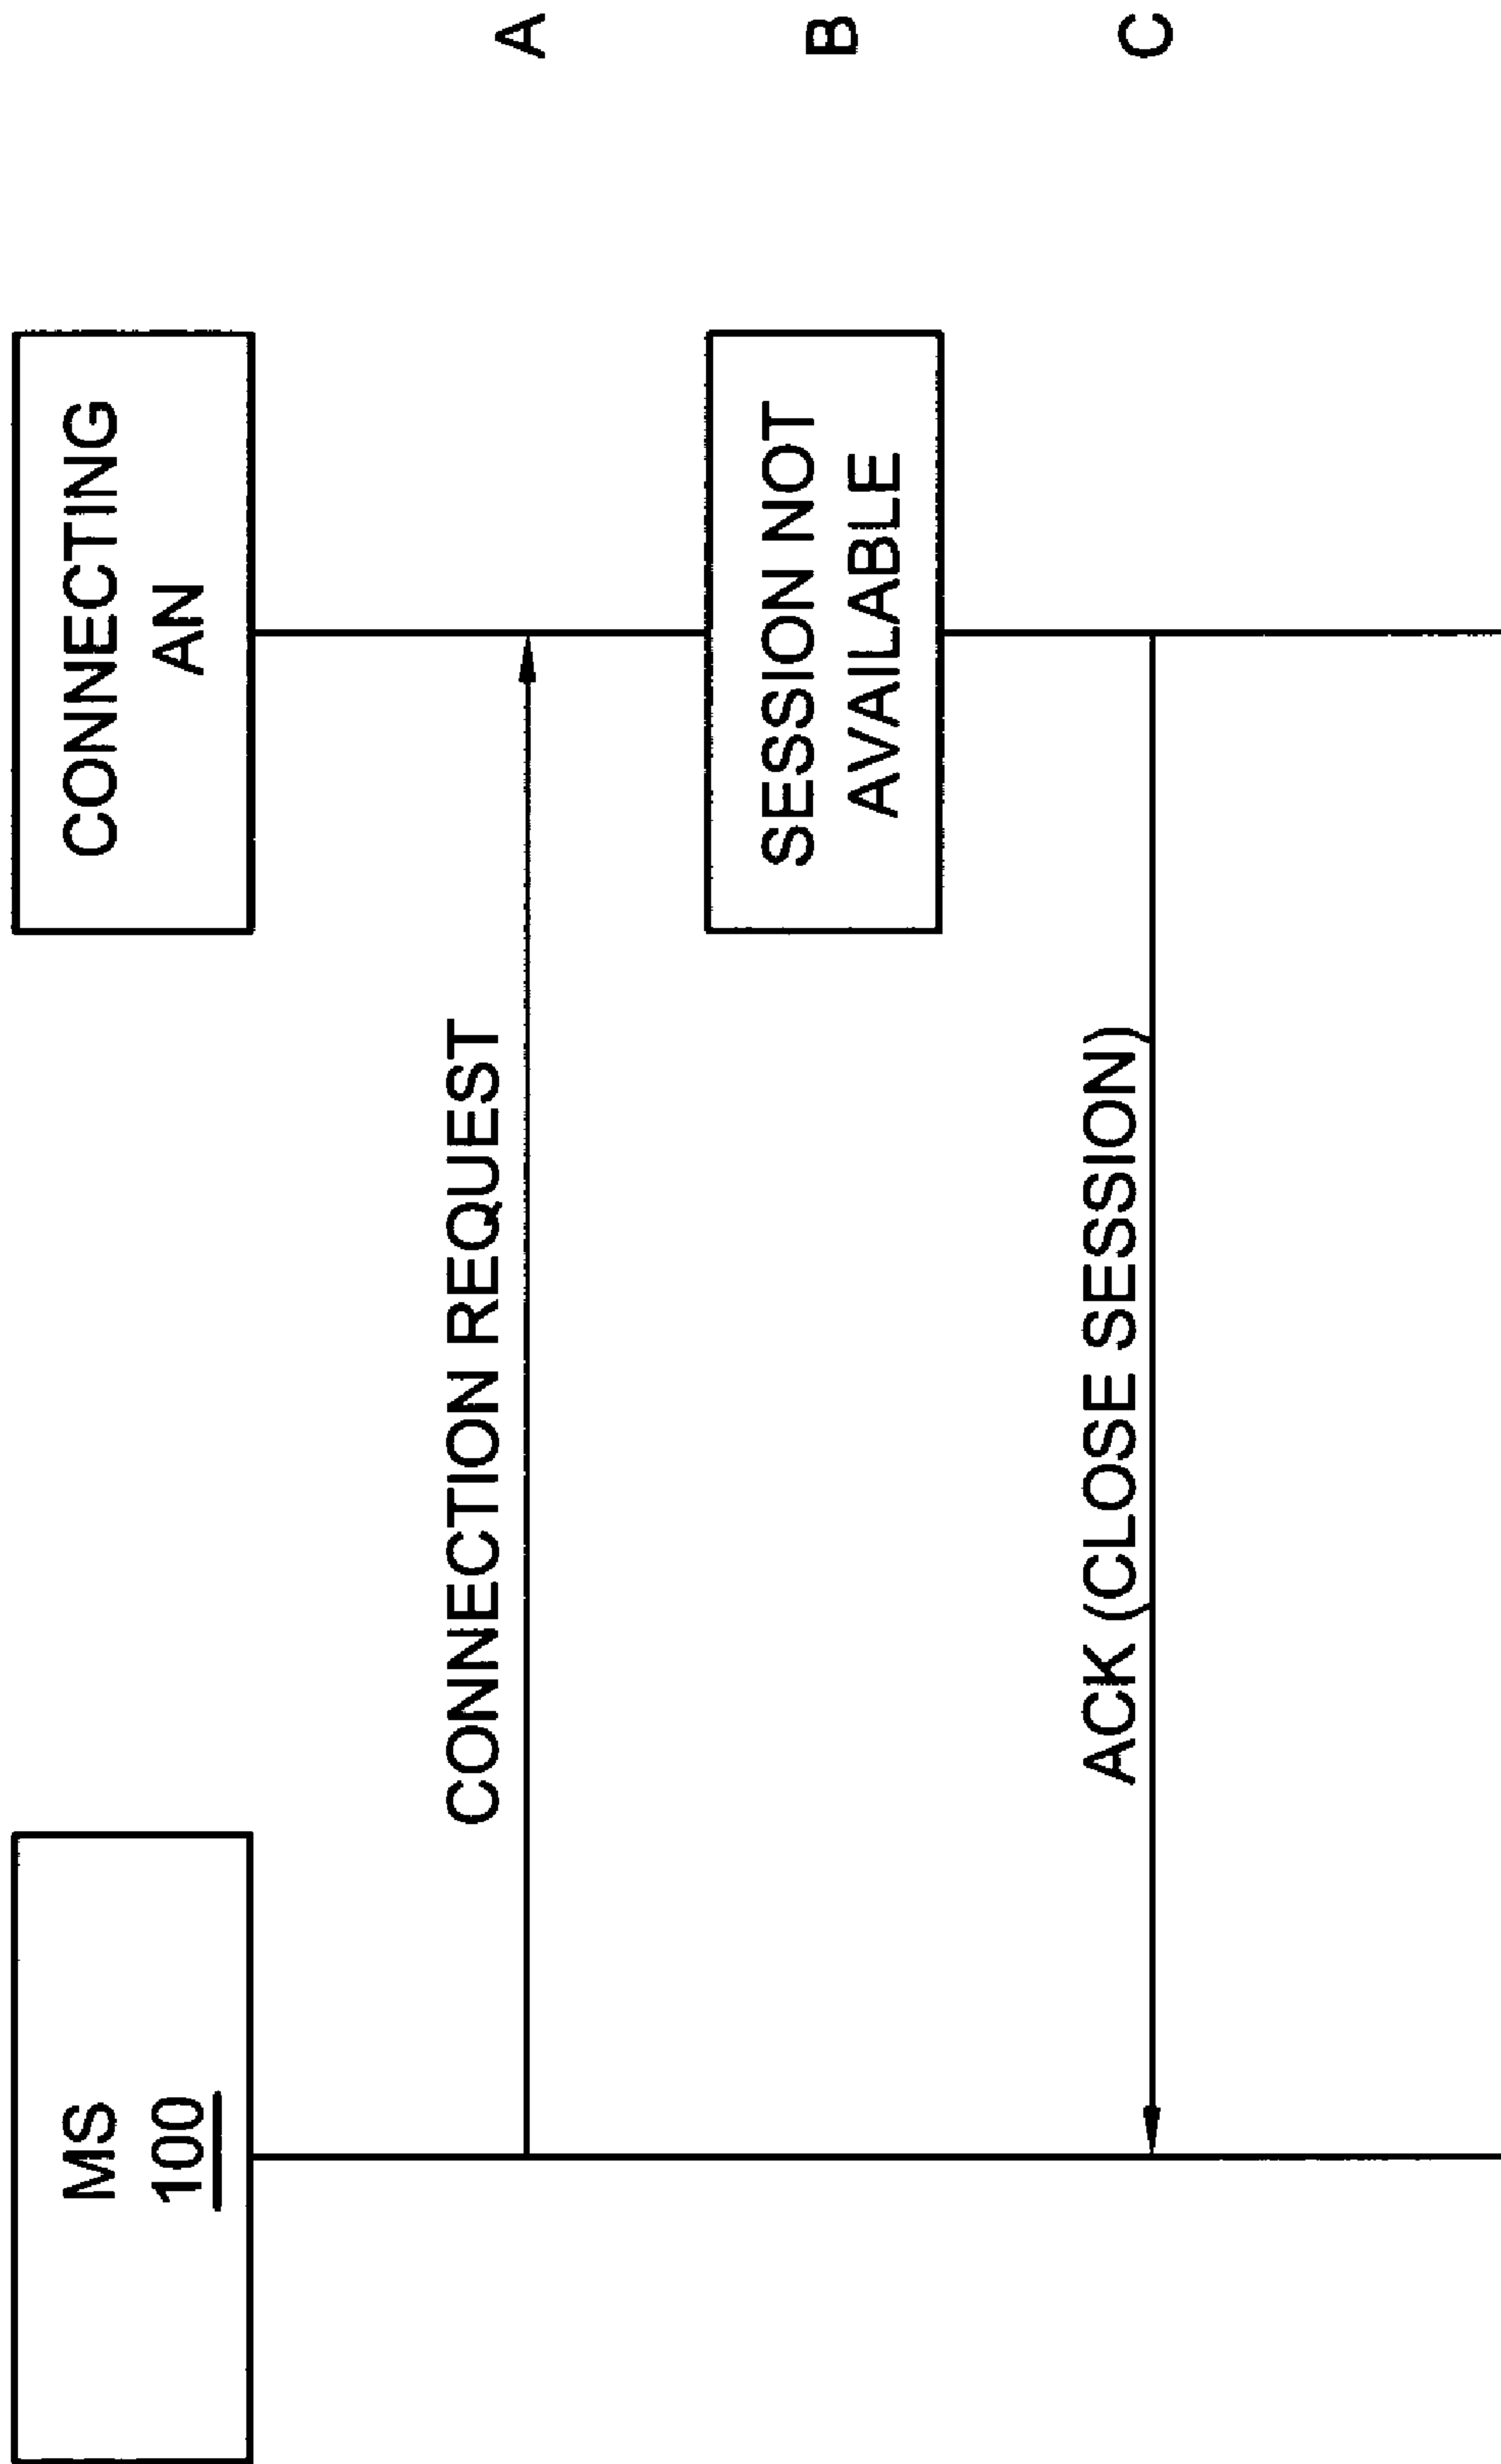 MS
100
CONNECTING
AN
CONNECTION REQUEST
A
SESSION NOT
AVAILABLE
B
ACK (CLOSE SESSION)
C